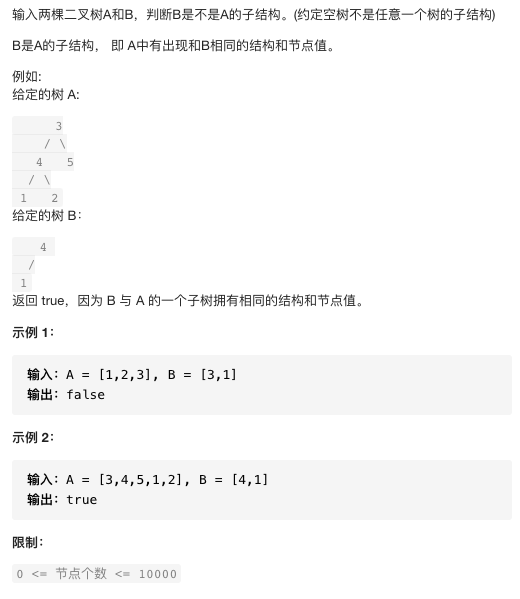 输入两棵二叉树A和B，判断B是不是A的子结构。(约定空树不是任意一个树的子结构)
B是A的子结构， 即 A中有出现和B相同的结构和节点值。
例如:
给定的树 A:
     3
    / \
   4   5
  / \
 1   2
给定的树 B：
   4
  /
 1
返回 true，因为 B 与 A 的一个子树拥有相同的结构和节点值。
示例 1：
输入：A = [1,2,3], B = [3,1]
输出：false
示例 2：
输入：A = [3,4,5,1,2], B = [4,1]
输出：true
限制：
0 <= 节点个数 <= 10000